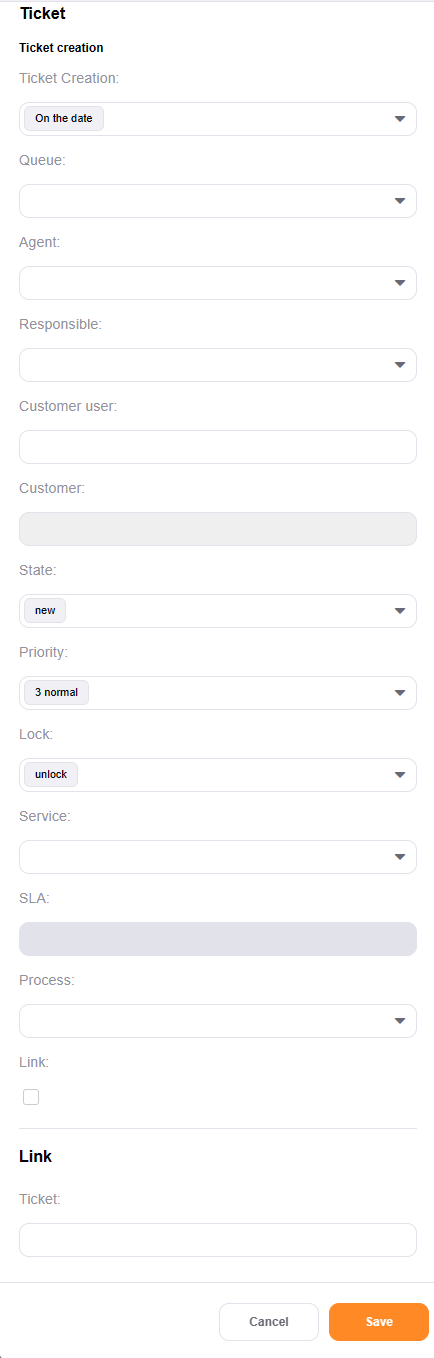 Ticket
Ticket creation
Ticket Creation:
On the date
Queue:
Agent:
Responsible:
Customer user:
Customer:
State:
new
Priority:
3 normal
Lock:
unlock
Service:
SLA:
Process:
Link:
Link
Ticket:
Cancel Save